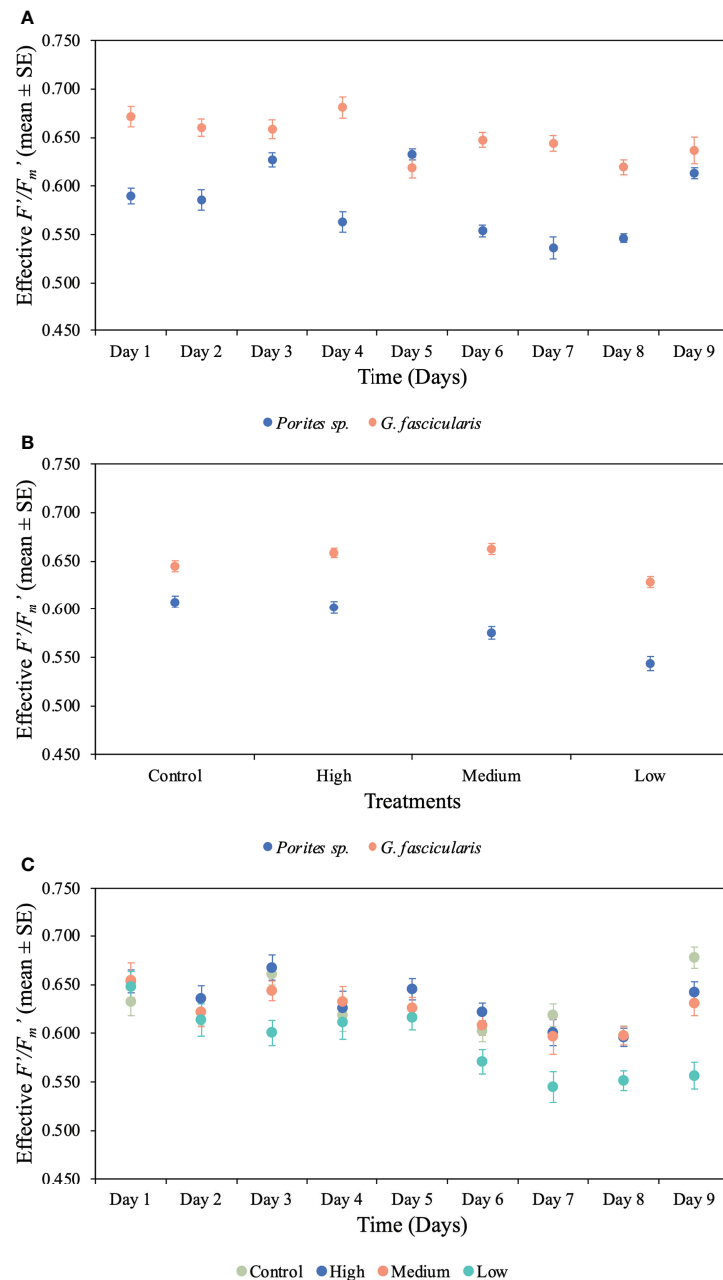 A
0.750
0.700
0.650
0.600
0.550
0.500
0.450
Effective F'/Fm' (mean ± SE)
Day 1 Day 2 Day 3 Day 4 Day 5 Day 6 Day 7 Day 8 Day 9
Time (Days)
Porites sp. G. fascicularis
B
0.750
0.700
0.650
0.600
0.550
0.500
0.450
Effective F'/Fm' (mean ± SE)
Control High Medium Low
Treatments
Porites sp. G. fascicularis
C
0.750
0.700
0.650
0.600
0.550
0.500
0.450
Effective F'/Fm' (mean ± SE)
Day 1 Day 2 Day 3 Day 4 Day 5 Day 6 Day 7 Day 8 Day 9
Time (Days)
Control High Medium Low